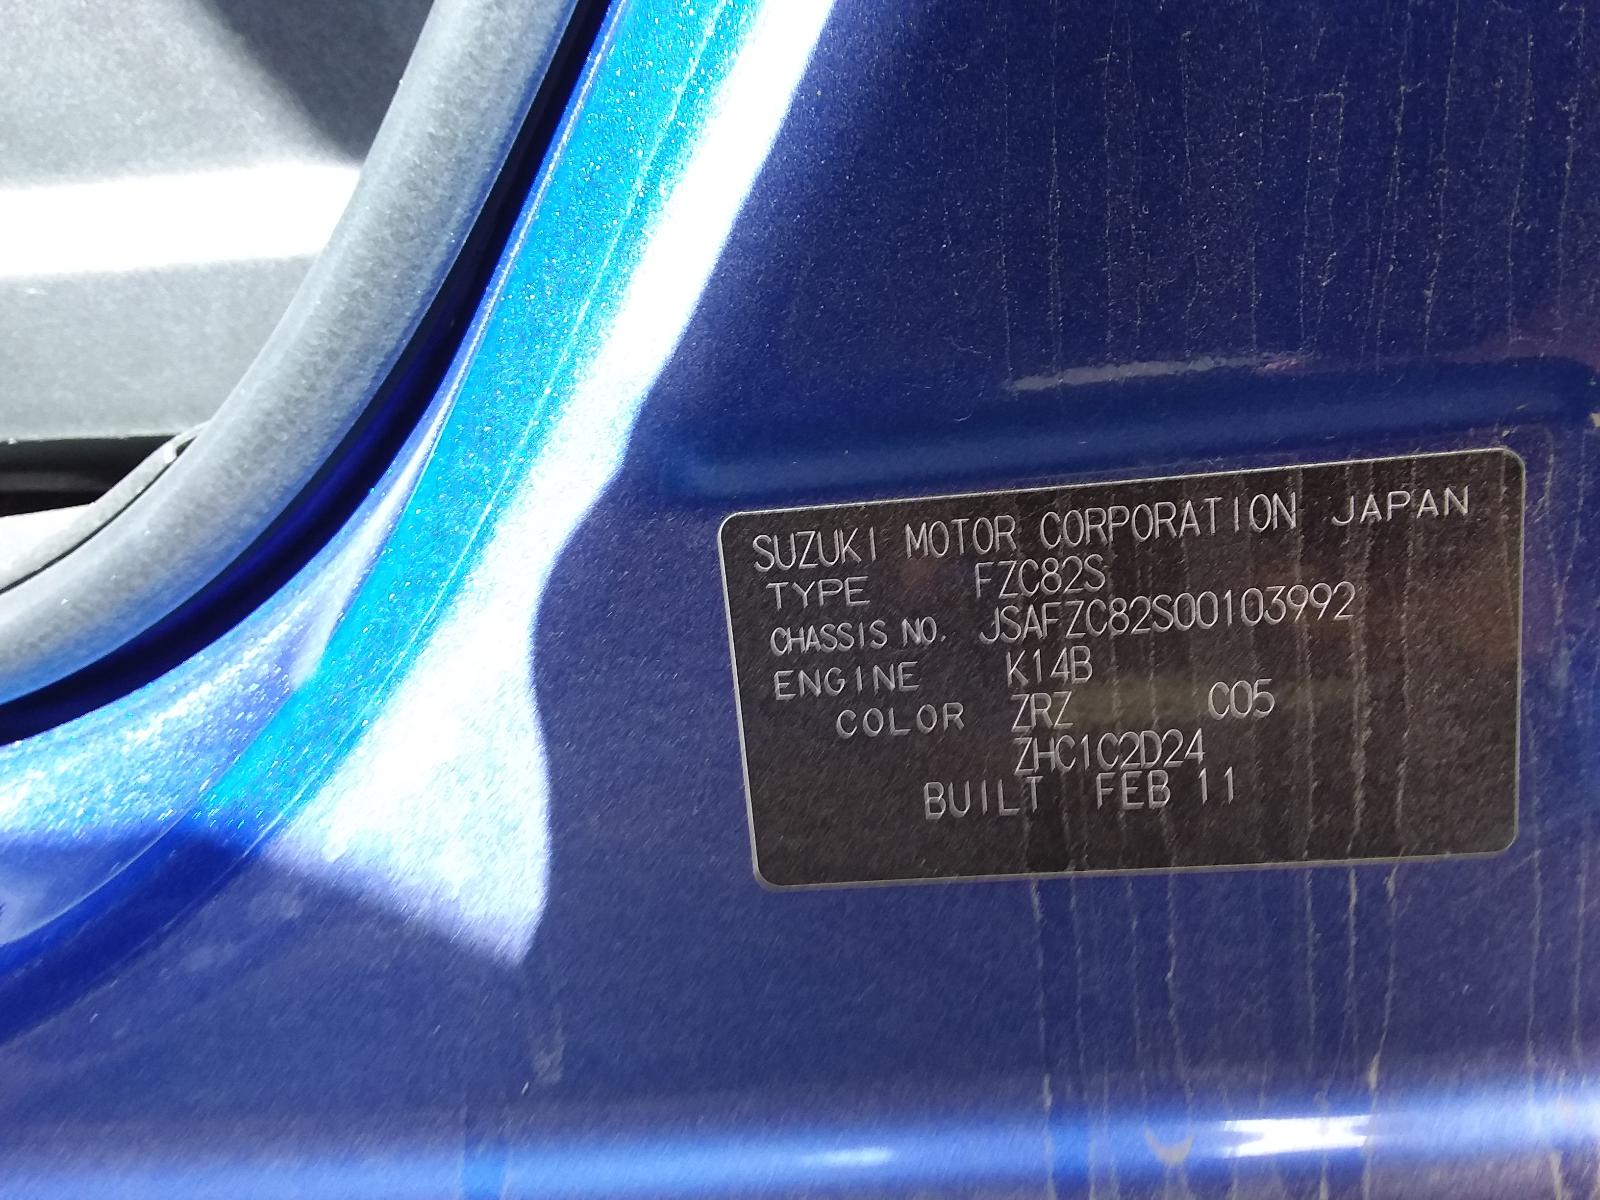 SUZUKI MOTOR CORPORATION JAPAN
TYPE FZC82S
CHASSIS NO. JSAFZC82S00103992
ENGINE K14B
COLOR ZRZ C05
ZHC1C2D24
BUILT FEB 11